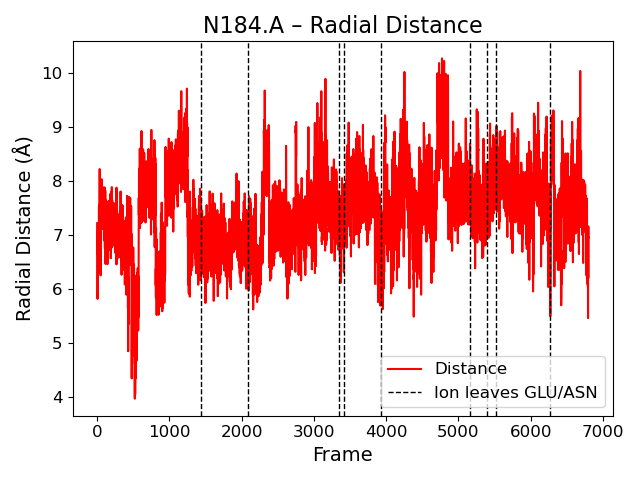 N184.A – Radial Distance
Radial Distance (Å)
10
9
8
7
6
5
4
Distance
Ion leaves GLU/ASN
0 1000 2000 3000 4000 5000 6000 7000
Frame